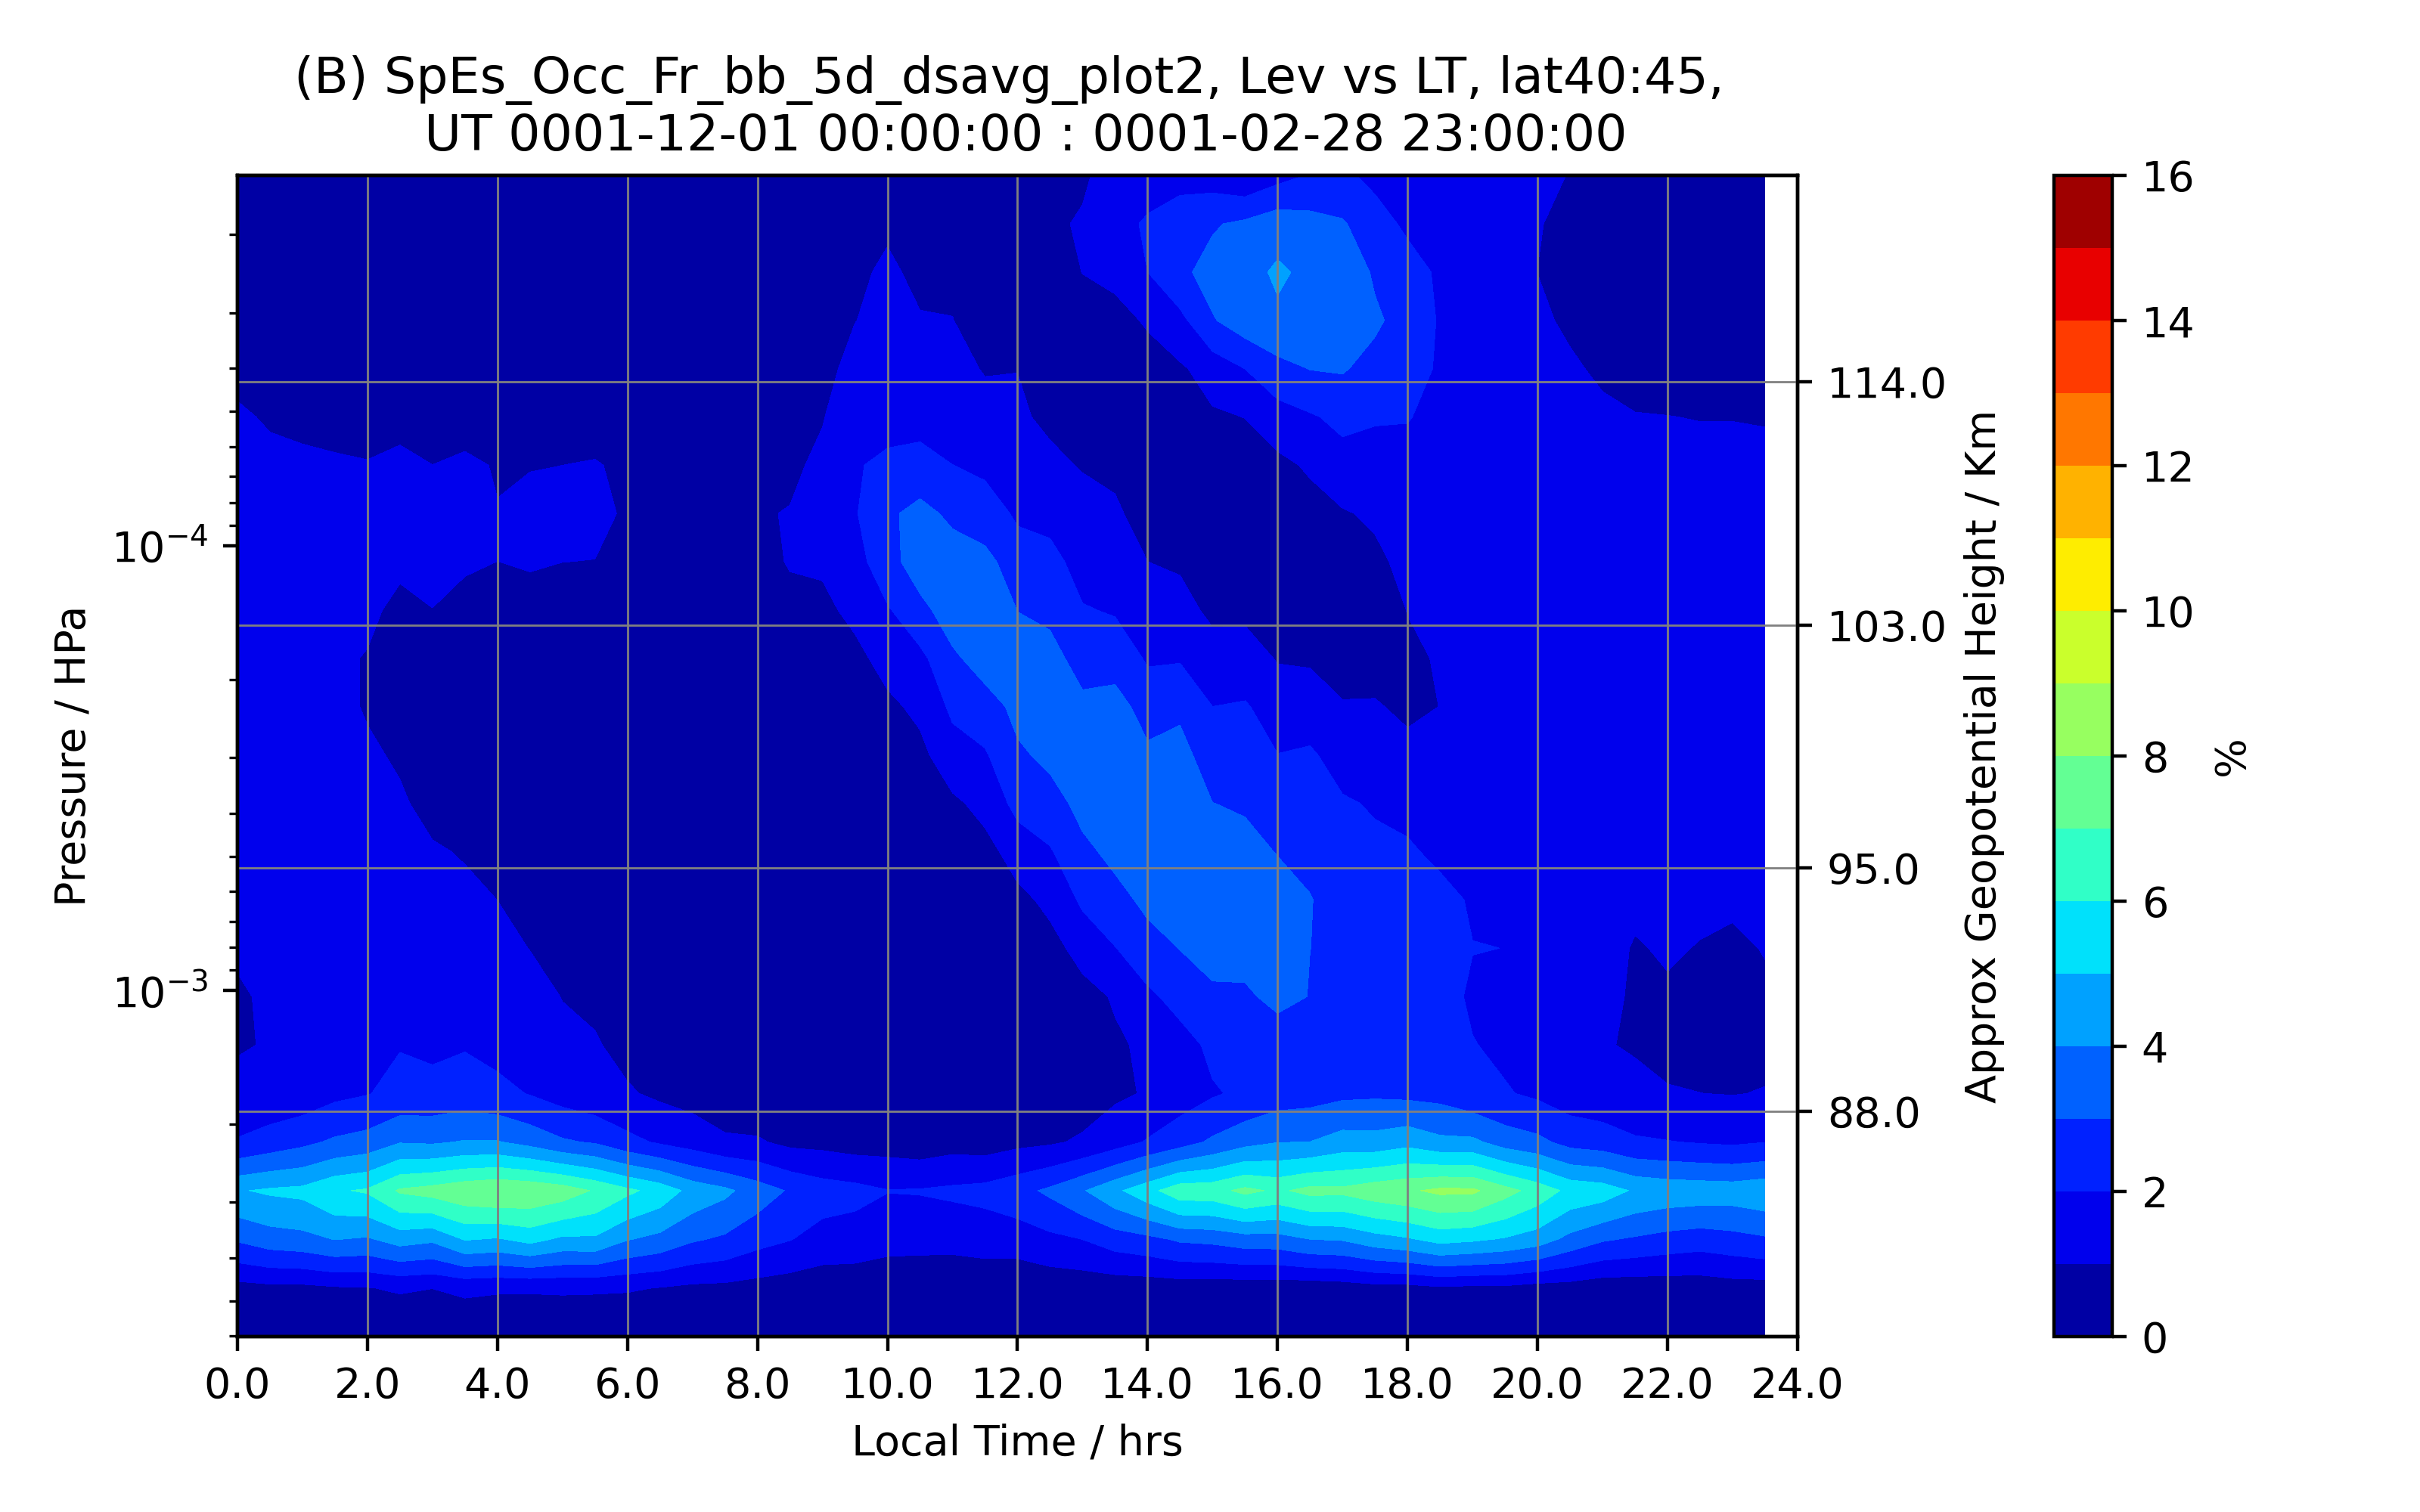 (B) SpEs_Occ_Fr_bb_5d_dsavg_plot2, Lev vs LT, lat40:45,
UT 0001-12-01 00:00:00 : 0001-02-28 23:00:00
Pressure / HPa
10⁻⁴
10⁻³
0.0 2.0 4.0 6.0 8.0 10.0 12.0 14.0 16.0 18.0 20.0 22.0 24.0
Local Time / hrs
114.0
103.0
95.0
88.0
Approx Geopotential Height / Km
16
14
12
10
8
6
4
2
0
%